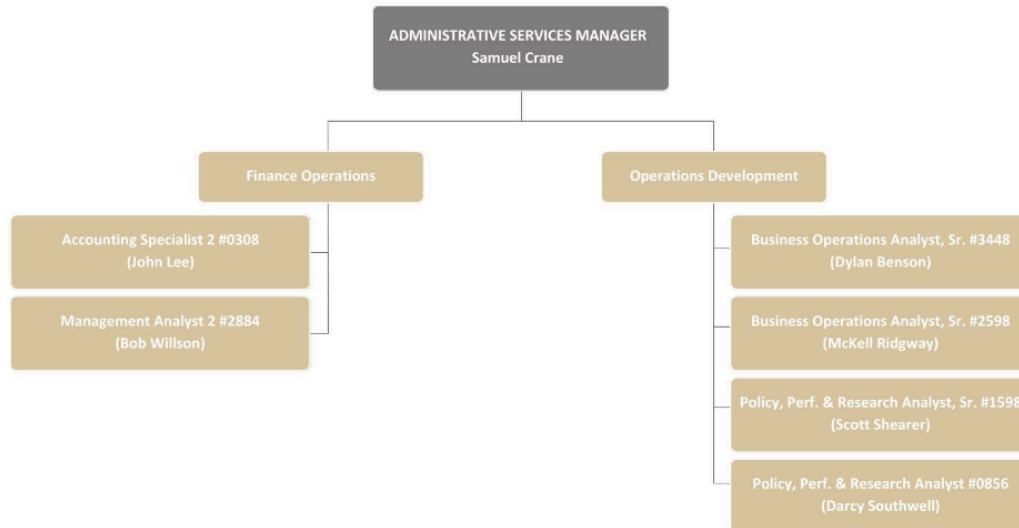 ADMINISTRATIVE SERVICES MANAGER
Samuel Crane
Finance Operations
Operations Development
Accounting Specialist 2 #0308
(John Lee)
Management Analyst 2 #2884
(Bob Willson)
Business Operations Analyst, Sr. #3448
(Dylan Benson)
Business Operations Analyst, Sr. #2598
(McKell Ridgway)
Policy, Perf. & Research Analyst, Sr. #1598
(Scott Shearer)
Policy, Perf. & Research Analyst #0856
(Darcy Southwell)